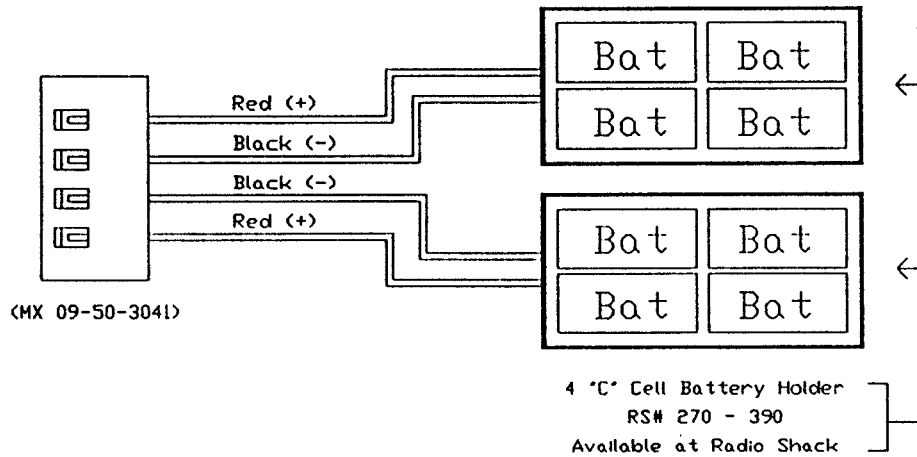 Bat Bat
Bat Bat
Red (+)
Black (-)
Black (-)
Red (+)
Bat Bat
Bat Bat
(MX 09-50-3041)
4 "C" Cell Battery Holder
RS# 270 - 390
Available at Radio Shack